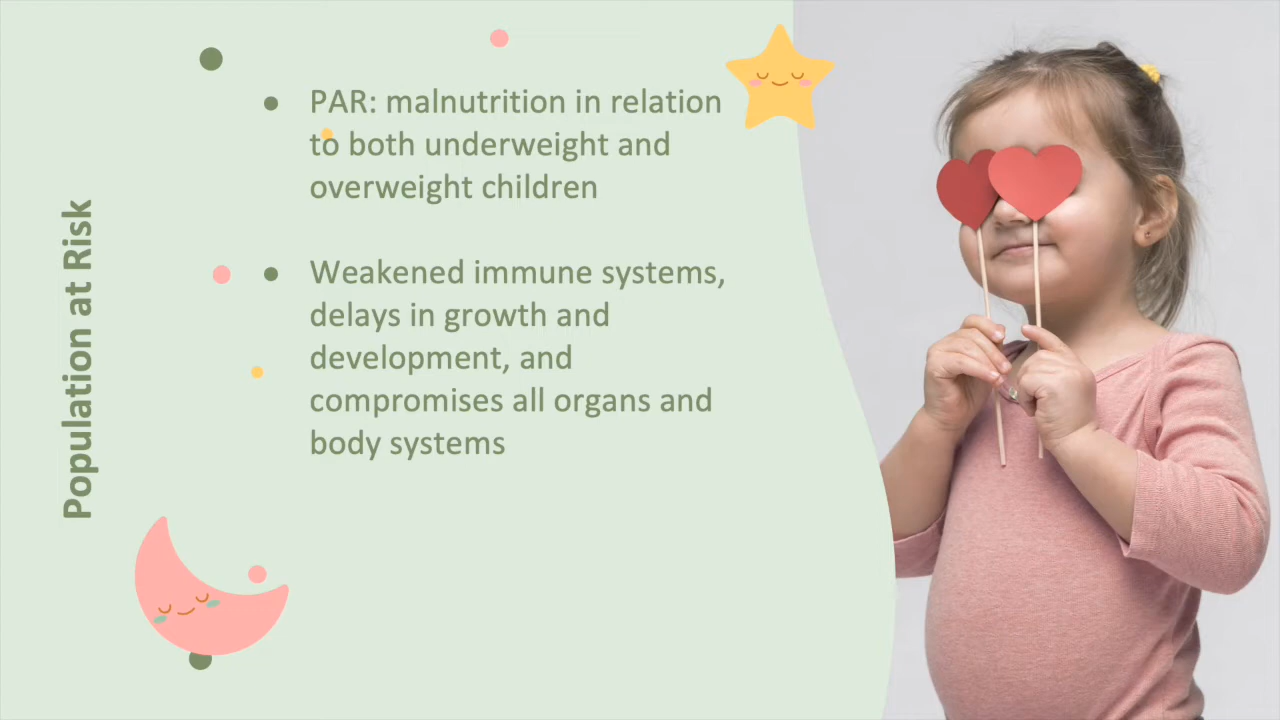 Population at Risk
PAR: malnutrition in relation
to both underweight and
overweight children
Weakened immune systems,
delays in growth and
development, and
compromises all organs and
body systems